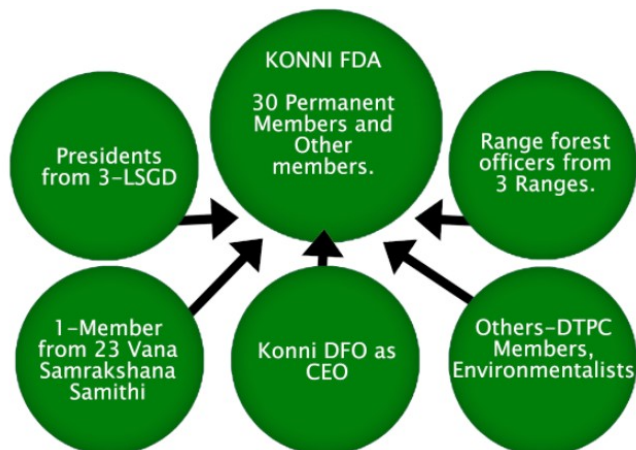 KONNI FDA
30 Permanent
Members and
Other
members.
Presidents
from 3-LSGD
Range forest
officers from
3 Ranges.
1-Member
from 23 Vana
Samrakshana
Samithi
Konni DFO as
CEO
Others-DTPC
Members,
Environmentalists